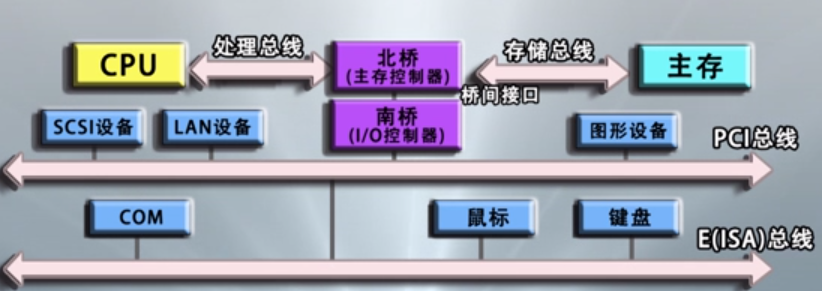 处理总线
存储总线
CPU
北桥
(主存控制器)
主存
桥间接口
SCSI设备
LAN设备
南桥
(I/O控制器)
图形设备
PCI总线
COM
鼠标
键盘
E(ISA)总线